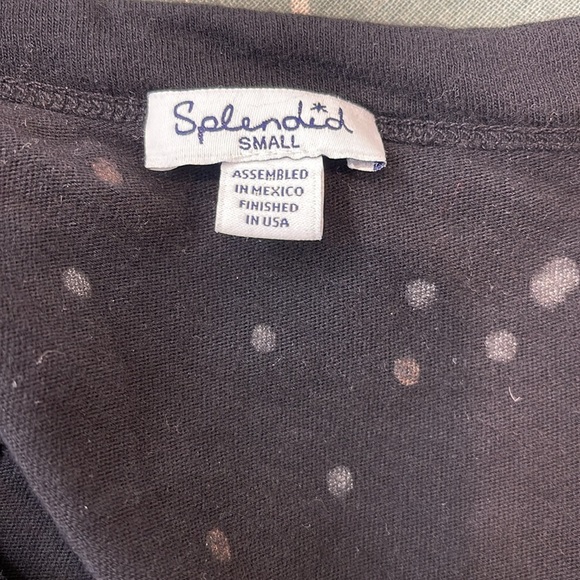 Splendid
SMALL
ASSEMBLED
IN MEXICO
FINISHED
IN USA